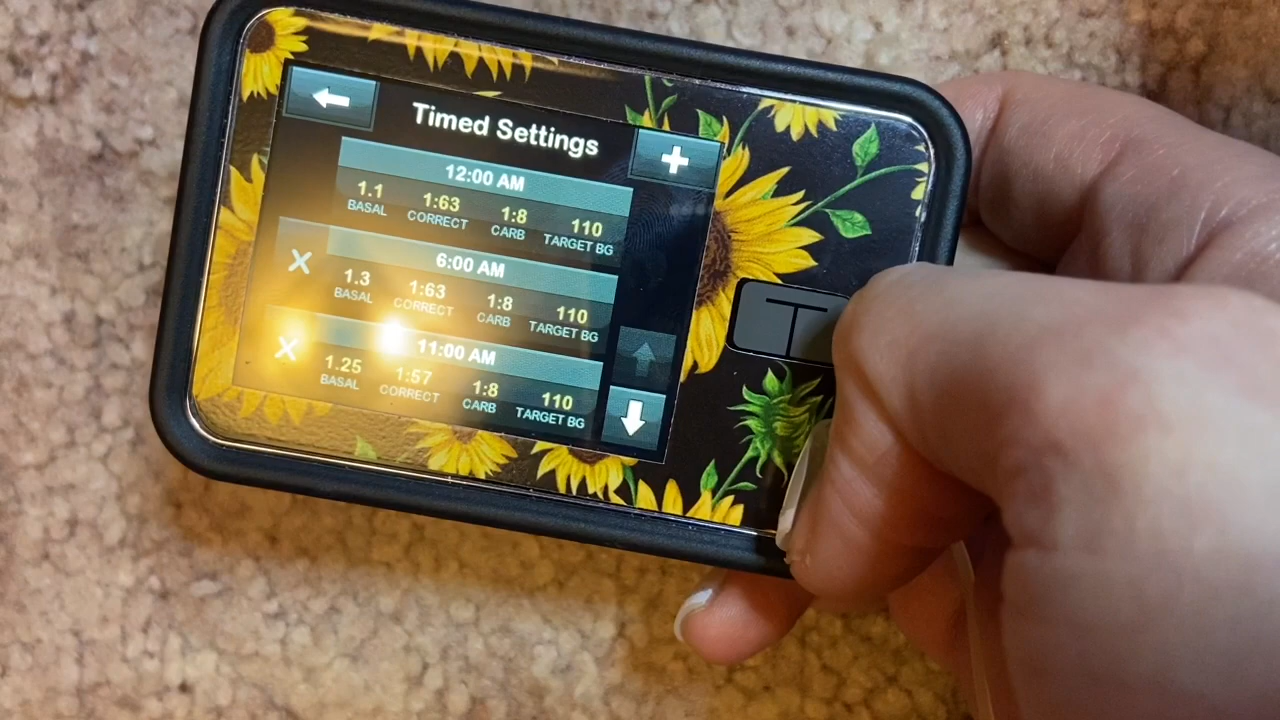 Timed Settings
12:00 AM
1.1 1:63 1:8 110
BASAL CORRECT CARB TARGET BG
6:00 AM
1.3 1:63 1:8 110
BASAL CORRECT CARB TARGET BG
11:00 AM
1.25 1:57 1:8 110
BASAL CORRECT CARB TARGET BG